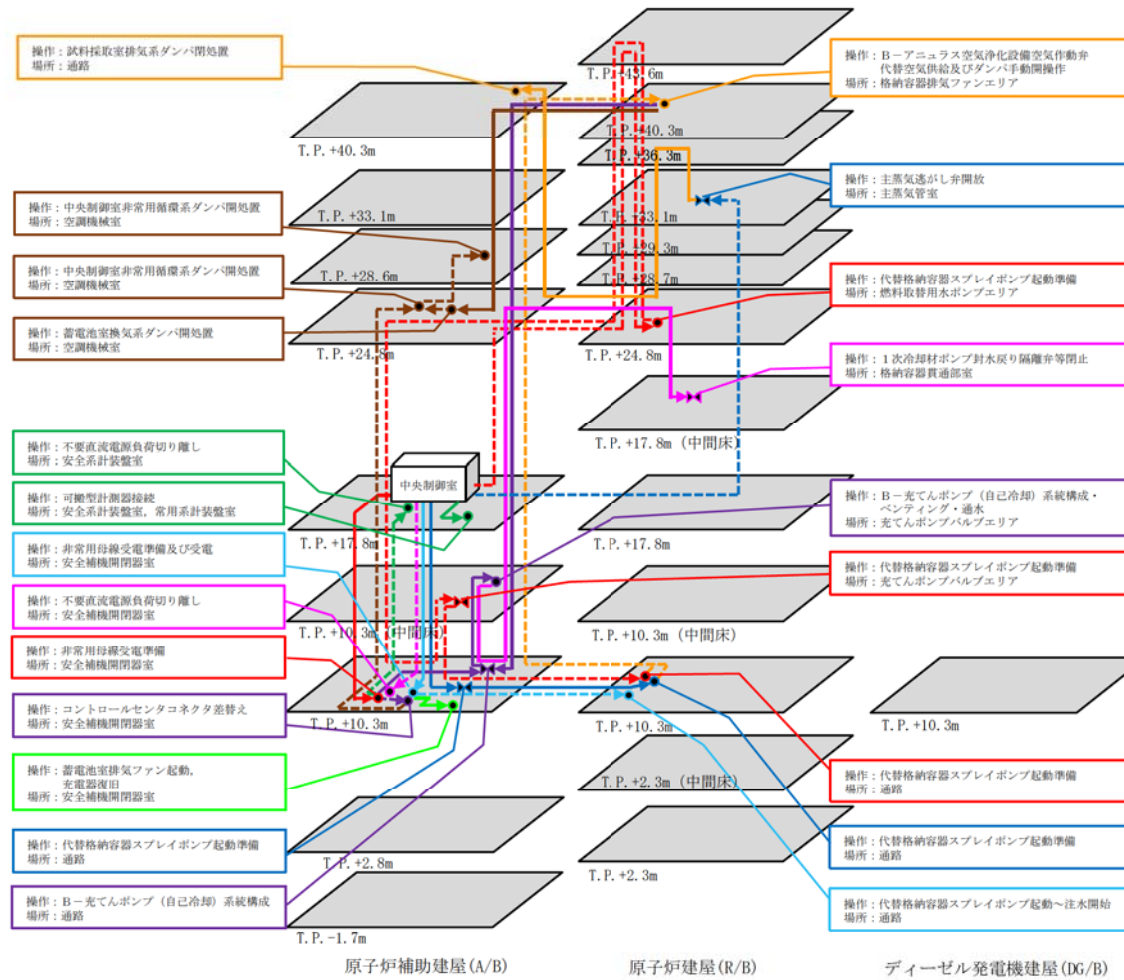 操作：試料採取室排気系ダンパ閉処置
場所：通路
操作：中央制御室非常用循環系ダンパ開処置
場所：空調機械室
操作：中央制御室非常用循環系ダンパ開処置
場所：空調機械室
操作：蓄電池室換気系ダンパ開処置
場所：空調機械室
操作：不要直流電源負荷切り離し
場所：安全系計装盤室
操作：可搬型計測器接続
場所：安全系計装盤室，常用系計装盤室
操作：非常用母線受電準備及び受電
場所：安全補機開閉器室
操作：不要直流電源負荷切り離し
場所：安全補機開閉器室
操作：非常用母線受電準備
場所：安全補機開閉器室
操作：コントロールセンタコネクタ差替え
場所：安全補機開閉器室
操作：蓄電池室排気ファン起動，
充電器復旧
場所：安全補機開閉器室
操作：代替格納容器スプレイポンプ起動準備
場所：通路
操作：B－充てんポンプ（自己冷却）系統構成
場所：通路
T.P.+40.3m
T.P.+33.1m
T.P.+28.6m
T.P.+24.8m
中央制御室
T.P.+17.8m
T.P.+10.3m（中間床）
T.P.+10.3m
T.P.+2.8m
T.P.-1.7m
原子炉補助建屋(A/B)
T.P.+43.6m
T.P.+40.3m
T.P.+36.3m
T.P.+33.1m
T.P.+29.3m
T.P.+28.7m
T.P.+24.8m
T.P.+17.8m（中間床）
T.P.+17.8m
T.P.+10.3m（中間床）
T.P.+10.3m
T.P.+2.3m（中間床）
T.P.+2.3m
原子炉建屋(R/B)
T.P.+10.3m
ディーゼル発電機建屋(DG/B)
操作：B－アニュラス空気浄化設備空気作動弁
代替空気供給及びダンパ手動開操作
場所：格納容器排気ファンエリア
操作：主蒸気逃がし弁開放
場所：主蒸気管室
操作：代替格納容器スプレイポンプ起動準備
場所：燃料取替用水ポンプエリア
操作：1次冷却材ポンプ封水戻り隔離弁等閉止
場所：格納容器貫通部室
操作：B－充てんポンプ（自己冷却）系統構成・
ベンティング・通水
場所：充てんポンプバルブエリア
操作：代替格納容器スプレイポンプ起動準備
場所：充てんポンプバルブエリア
操作：代替格納容器スプレイポンプ起動準備
場所：通路
操作：代替格納容器スプレイポンプ起動準備
場所：通路
操作：代替格納容器スプレイポンプ起動～注水開始
場所：通路